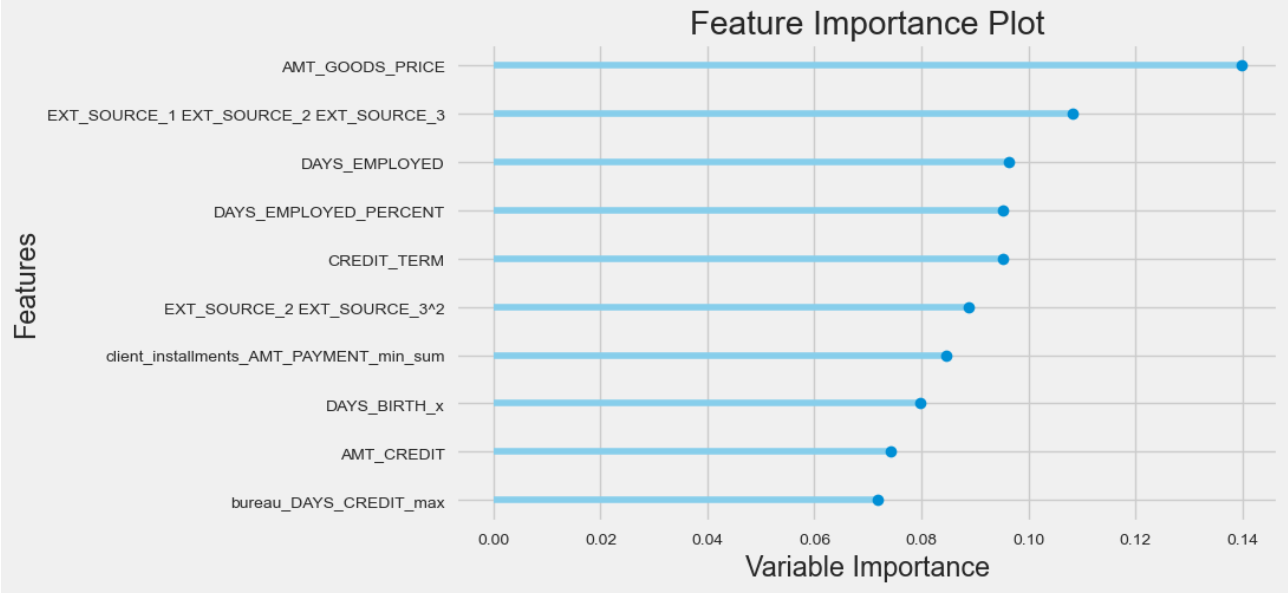 Feature Importance Plot
Features
AMT_GOODS_PRICE
EXT_SOURCE_1 EXT_SOURCE_2 EXT_SOURCE_3
DAYS_EMPLOYED
DAYS_EMPLOYED_PERCENT
CREDIT_TERM
EXT_SOURCE_2 EXT_SOURCE_3^2
client_installments_AMT_PAYMENT_min_sum
DAYS_BIRTH_x
AMT_CREDIT
bureau_DAYS_CREDIT_max
0.00 0.02 0.04 0.06 0.08 0.10 0.12 0.14
Variable Importance